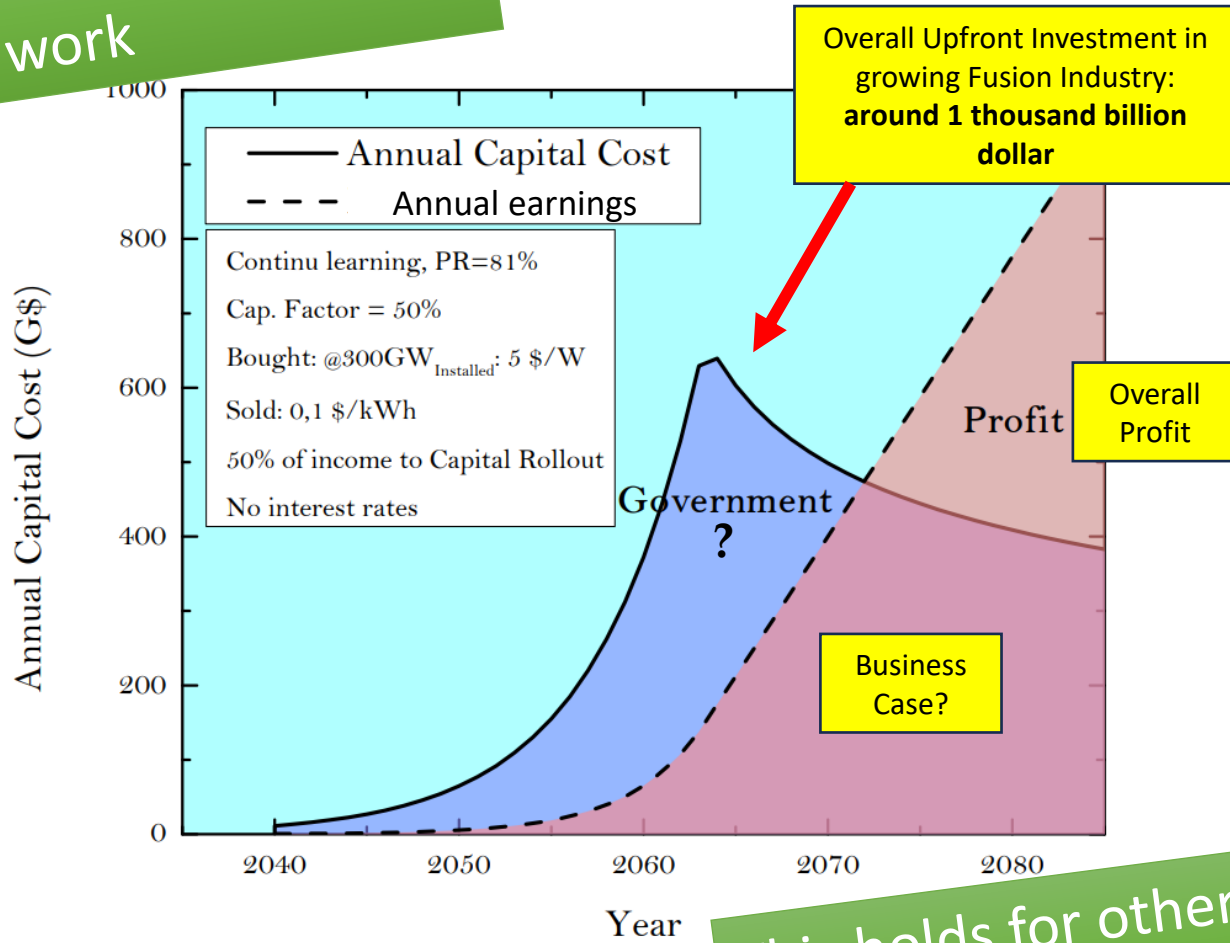 work
Overall Upfront Investment in
growing Fusion Industry:
around 1 thousand billion
dollar
1000
800
600
400
200
0
Annual Capital Cost (G$)
Annual Capital Cost
Annual earnings
Continu learning, PR=81%
Cap. Factor = 50%
Bought: @300GW_Installed: 5 $/W
Sold: 0,1 $/kWh
50% of income to Capital Rollout
No interest rates
Government
?
Profit
Overall
Profit
Business
Case?
2040
2050
2060
2070
2080
Year
holds for other